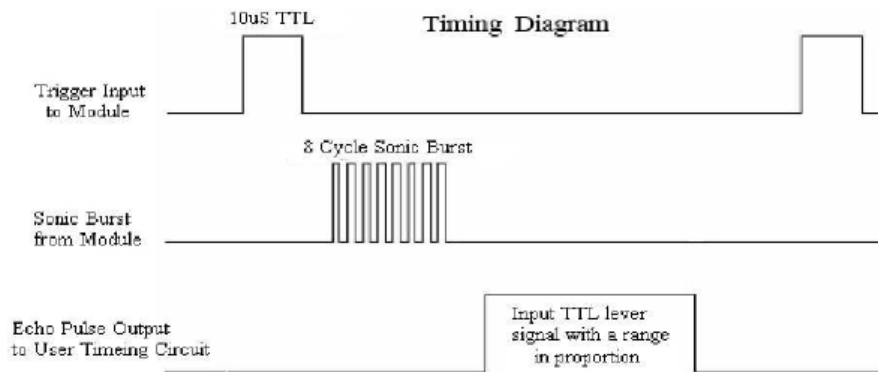 10uS TTL
Timing Diagram
Trigger Input
to Module
8 Cycle Sonic Burst
Sonic Burst
from Module
Echo Pulse Output
to User Timeing Circuit
Input TTL lever
signal with a range
in proportion